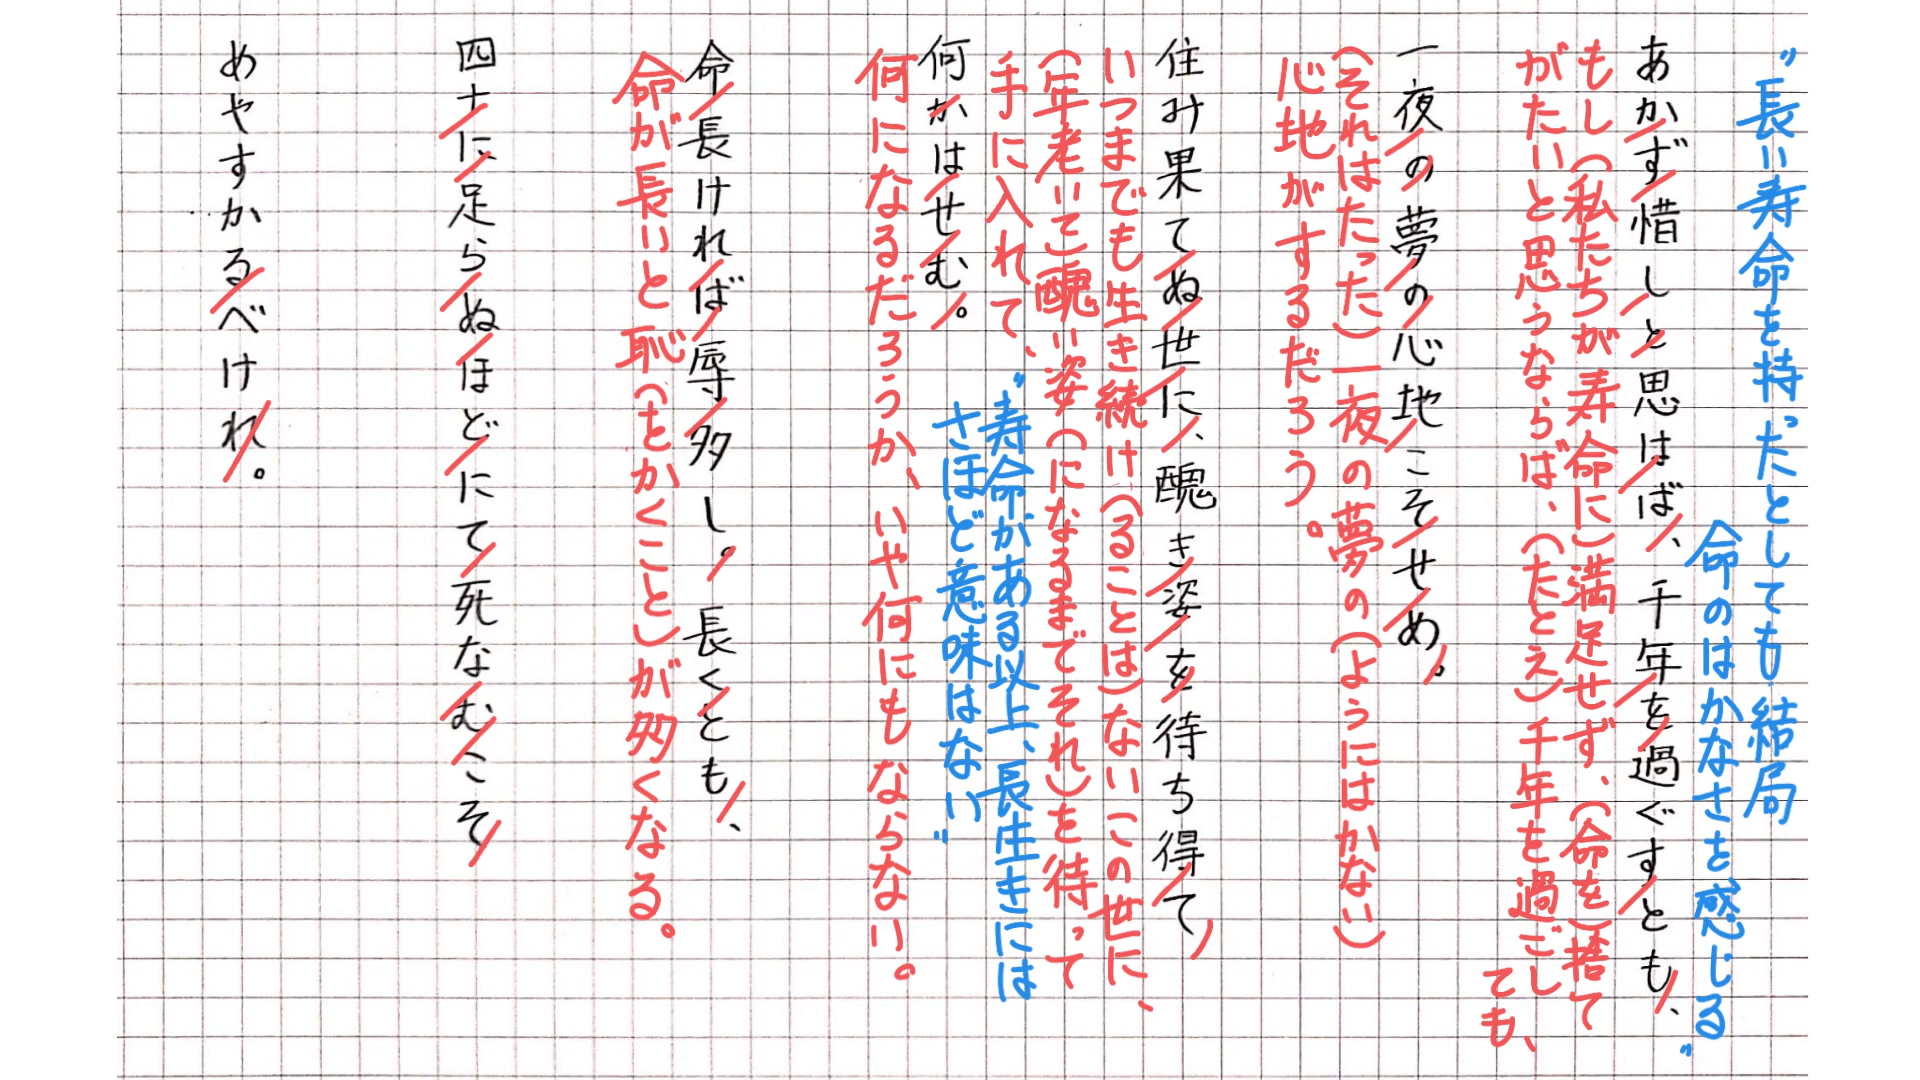 "長い寿命を持ったとしても結局
命のはかなさを感じる"
あかず惜しと思はば、千年を過ぐすとも、
もし(私たちが寿命に)満足せず、(命を)捨て
がたいと思うならば、(たとえ)千年を過ごし
ても、
一夜の夢の心地こそせめ。
(それはたった)一夜の夢の(ようにはかない)
心地がするだろう。
住み果てぬ世に、醜き姿を待ち得て、
いつまでも生き続け(ることは)ないこの世に、
(年老いて)醜い姿(になるまでそれ)を待って
手に入れて、
"寿命がある以上、長生きには
さほど意味はない"
何かはせむ。
何になるだろうか、いや何にもならない。
命長ければ辱多し。長くとも、
命が長いと恥(をかくこと)が多くなる。
四十に足らぬほどにて死なむこそ
めやすかるべけれ。